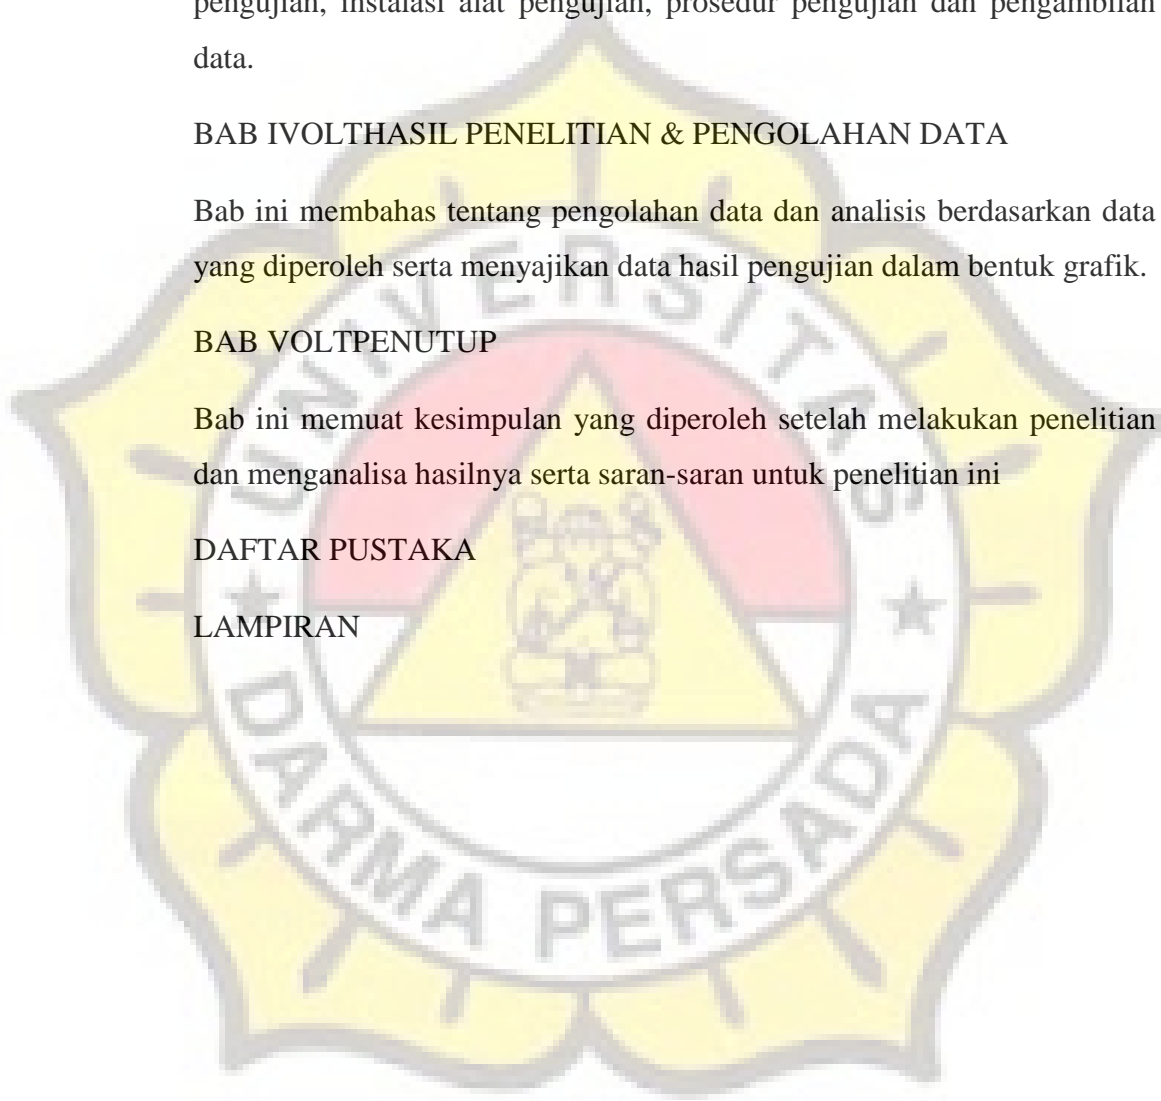 pengujian, instalasi alat pengujian, prosedur pengujian dan pengambilan
data.
BAB IVOLTHASIL PENELITIAN & PENGOLAHAN DATA
Bab ini membahas tentang pengolahan data dan analisis berdasarkan data
yang diperoleh serta menyajikan data hasil pengujian dalam bentuk grafik.
BAB VOLTPENUTUP
Bab ini memuat kesimpulan yang diperoleh setelah melakukan penelitian
dan menganalisa hasilnya serta saran-saran untuk penelitian ini
DAFTAR PUSTAKA
LAMPIRAN
UNIVERSITAS
DARMA PERSADA